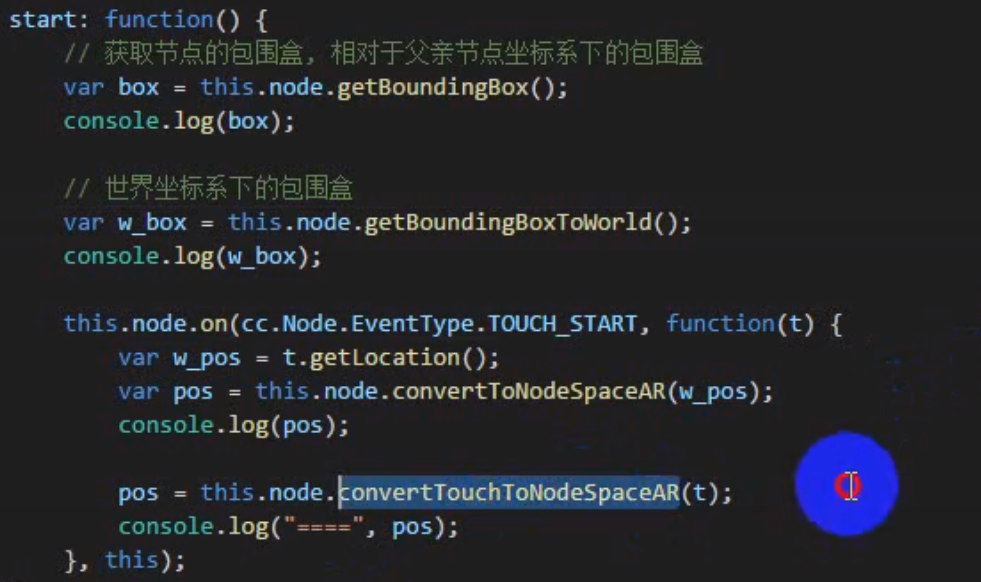 start: function() {
// 获取节点的包围盒, 相对于父亲节点坐标系下的包围盒
var box = this.node.getBoundingBox();
console.log(box);
// 世界坐标系下的包围盒
var w_box = this.node.getBoundingBoxToWorld();
console.log(w_box);
this.node.on(cc.Node.EventType.TOUCH_START, function(t) {
var w_pos = t.getLocation();
var pos = this.node.convertToNodeSpaceAR(w_pos);
console.log(pos);
pos = this.node.convertTouchToNodeSpaceAR(t);
console.log("====", pos);
}, this);